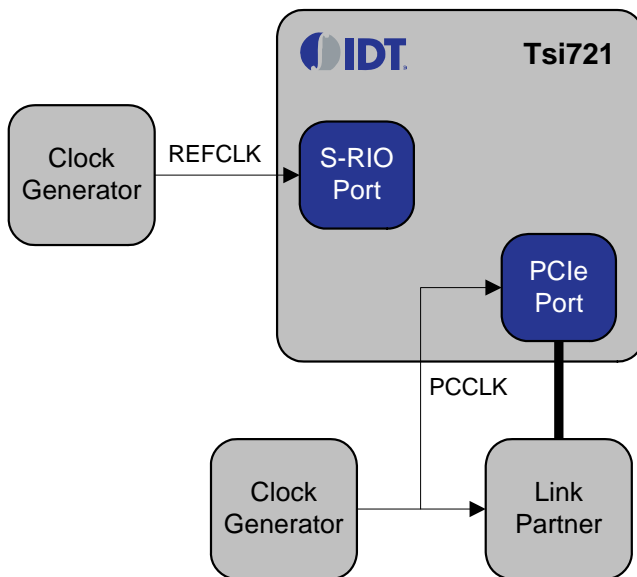 IDT
Tsi721
Clock
Generator
REFCLK
S-RIO
Port
PCIe
Port
PCCLK
Clock
Generator
Link
Partner